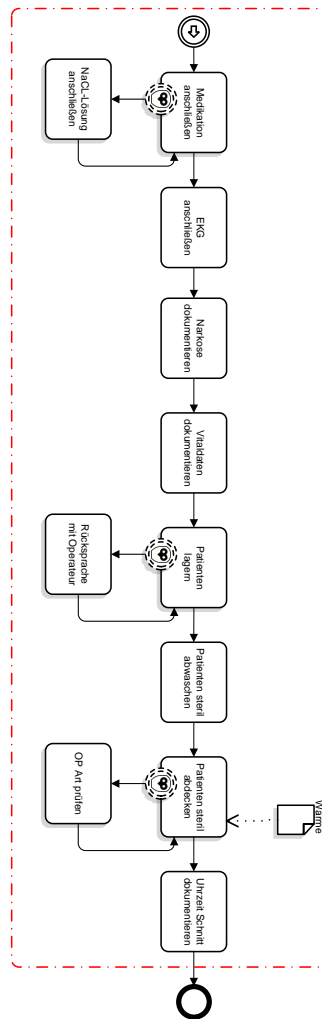 Medikation
anschließen
NaCL-Lösung
anschließen
EKG
anschließen
Narkose
dokumentieren
Vitaldaten
dokumentieren
Patienten
lagern
Rücksprache
mit Operateur
Patienten steril
abwaschen
Patienten steril
abdecken
OP Art prüfen
Wärme
Uhrzeit Schnitt
dokumentieren